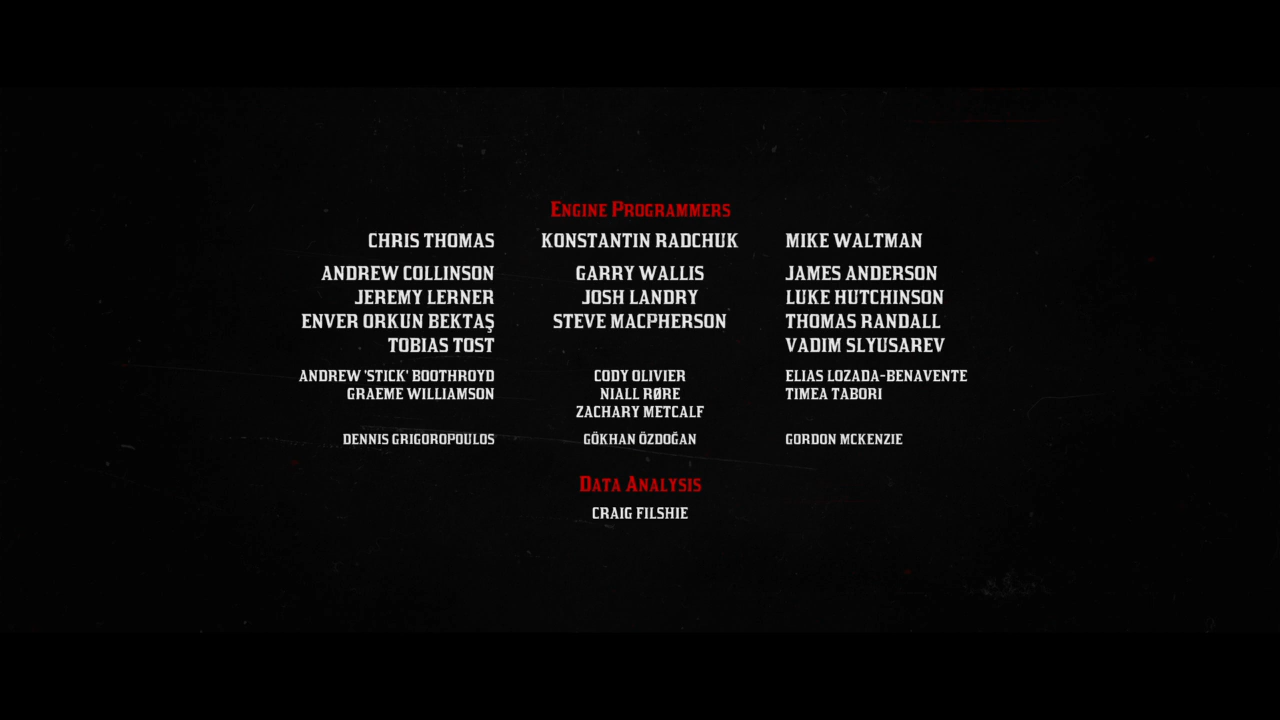 Engine Programmers
CHRIS THOMAS KONSTANTIN RADCHUK MIKE WALTMAN
ANDREW COLLINSON GARRY WALLIS JAMES ANDERSON
JEREMY LERNER JOSH LANDRY LUKE HUTCHINSON
ENVER ORKUN BEKTAŞ STEVE MACPHERSON THOMAS RANDALL
TOBIAS TOST VADIM SLYUSAREV
ANDREW 'STICK' BOOTHROYD CODY OLIVIER ELIAS LOZADA-BENAVENTE
GRAEME WILLIAMSON NIALL RØRE TIMEA TABORI
ZACHARY METCALF
DENNIS GRIGOROPOULOS GÖKHAN ÖZDOĞAN GORDON MCKENZIE
Data Analysis
CRAIG FILSHIE